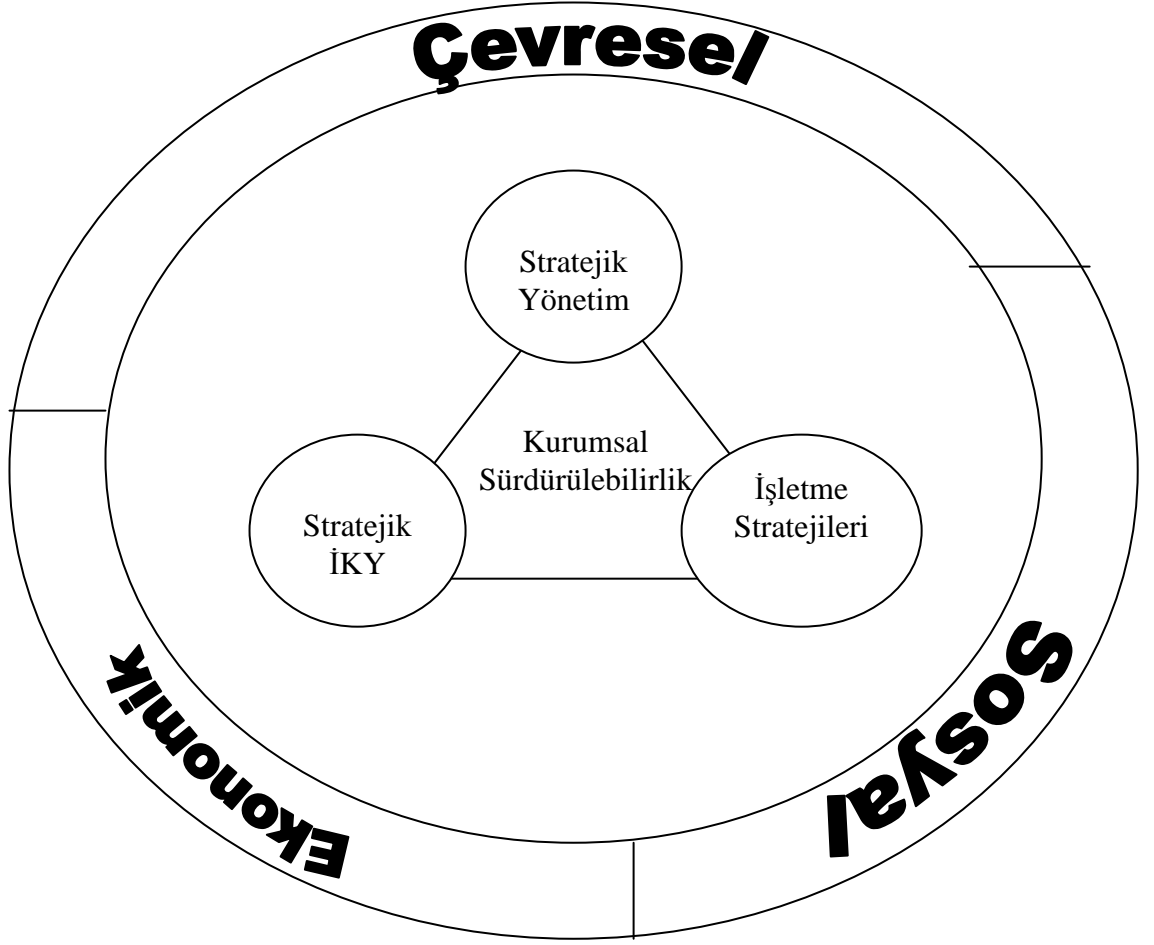 Çevresel
Stratejik
Yönetim
Kurumsal
Sürdürülebilirlik
İşletme
Stratejileri
Stratejik
İKY
Sosyal
Ekonomik